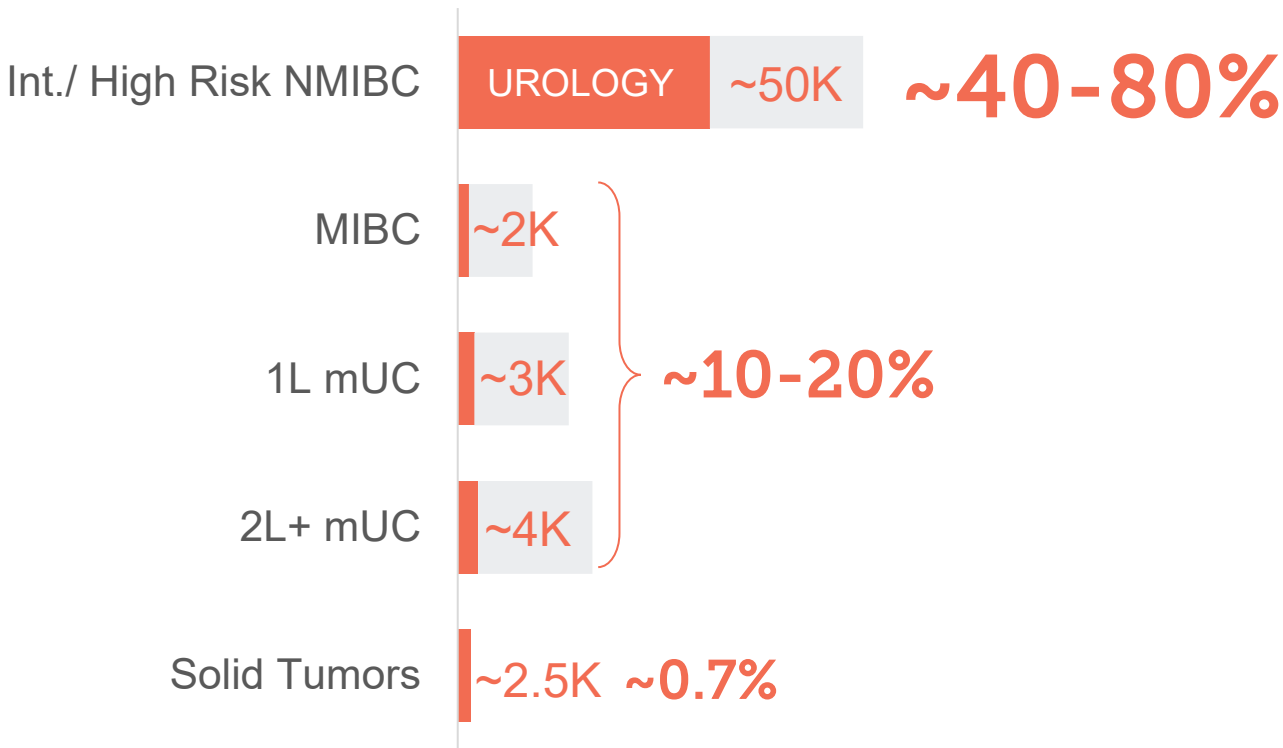 Int./ High Risk NMIBC UROLOGY ~50K ~40-80%
MIBC ~2K
1L mUC ~3K ~10-20%
2L+ mUC ~4K
Solid Tumors ~2.5K ~0.7%